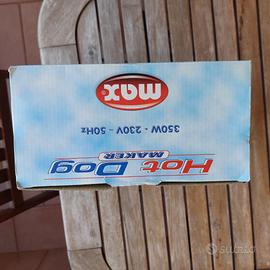 Hot Dog
MAKER
350W - 230V - 50Hz
max
subito